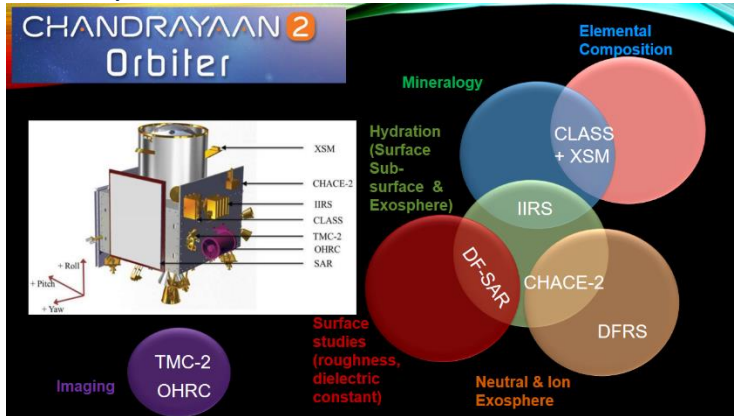 CHANDRAYAAN 2
Orbiter
Elemental
Composition
Mineralogy
Hydration
(Surface
Sub-
surface &
Exosphere)
CLASS
+ XSM
IIRS
DF-SAR
CHACE-2
DFRS
XSM
CHACE-2
IIRS
CLASS
TMC-2
OHRC
SAR
+ Roll
+ Pitch
+ Yaw
Surface
studies
(roughness,
dielectric
constant)
Imaging
TMC-2
OHRC
Neutral & Ion
Exosphere